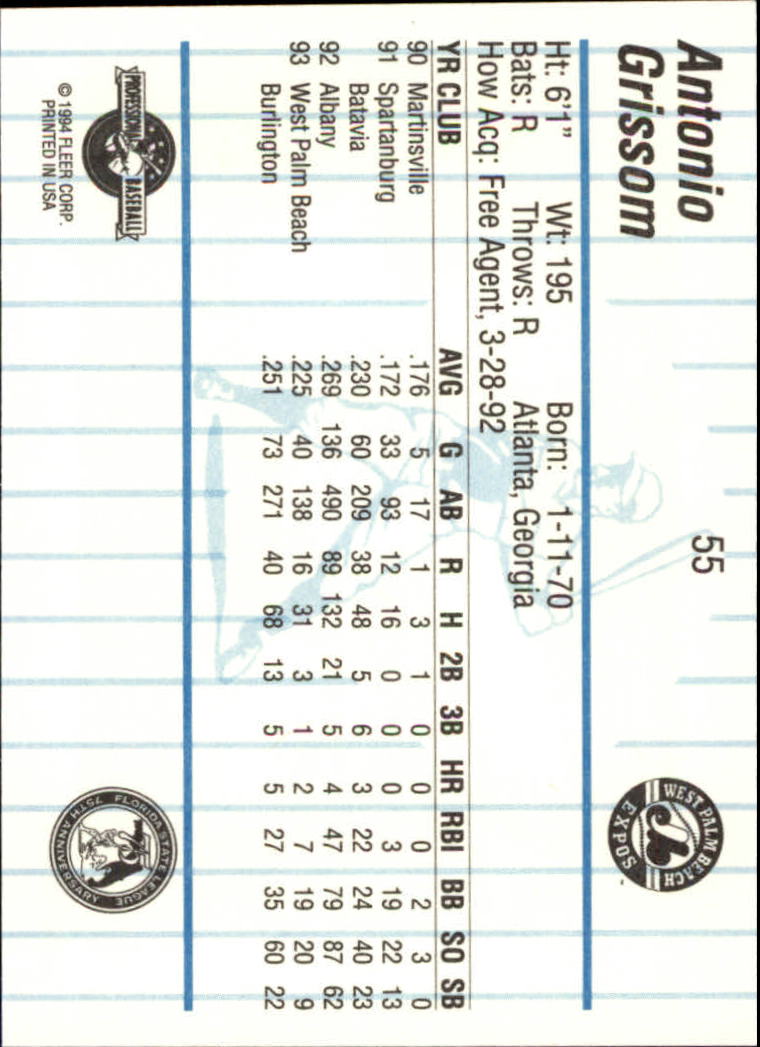 Antonio
Grissom
55
WEST PALM BEACH
EXPOS
Ht: 6'1" Wt: 195 Born: 1-11-70
Bats: R Throws: R Atlanta, Georgia
How Acq: Free Agent, 3-28-92
YR CLUB AVG G AB R H 2B 3B HR RBI BB SO SB
90 Martinsville .176 5 17 1 3 1 0 0 0 2 3 0
91 Spartanburg .172 33 93 12 16 0 0 0 3 19 22 13
Batavia .230 60 209 38 48 5 6 3 22 24 40 23
92 Albany .269 136 490 89 132 21 5 4 47 79 87 62
93 West Palm Beach .225 40 138 16 31 3 1 2 7 19 20 9
Burlington .251 73 271 40 68 13 5 5 27 35 60 22
PROFESSIONAL BASEBALL
© 1994 FLEER CORP.
PRINTED IN USA
FLORIDA STATE LEAGUE
75TH ANNIVERSARY